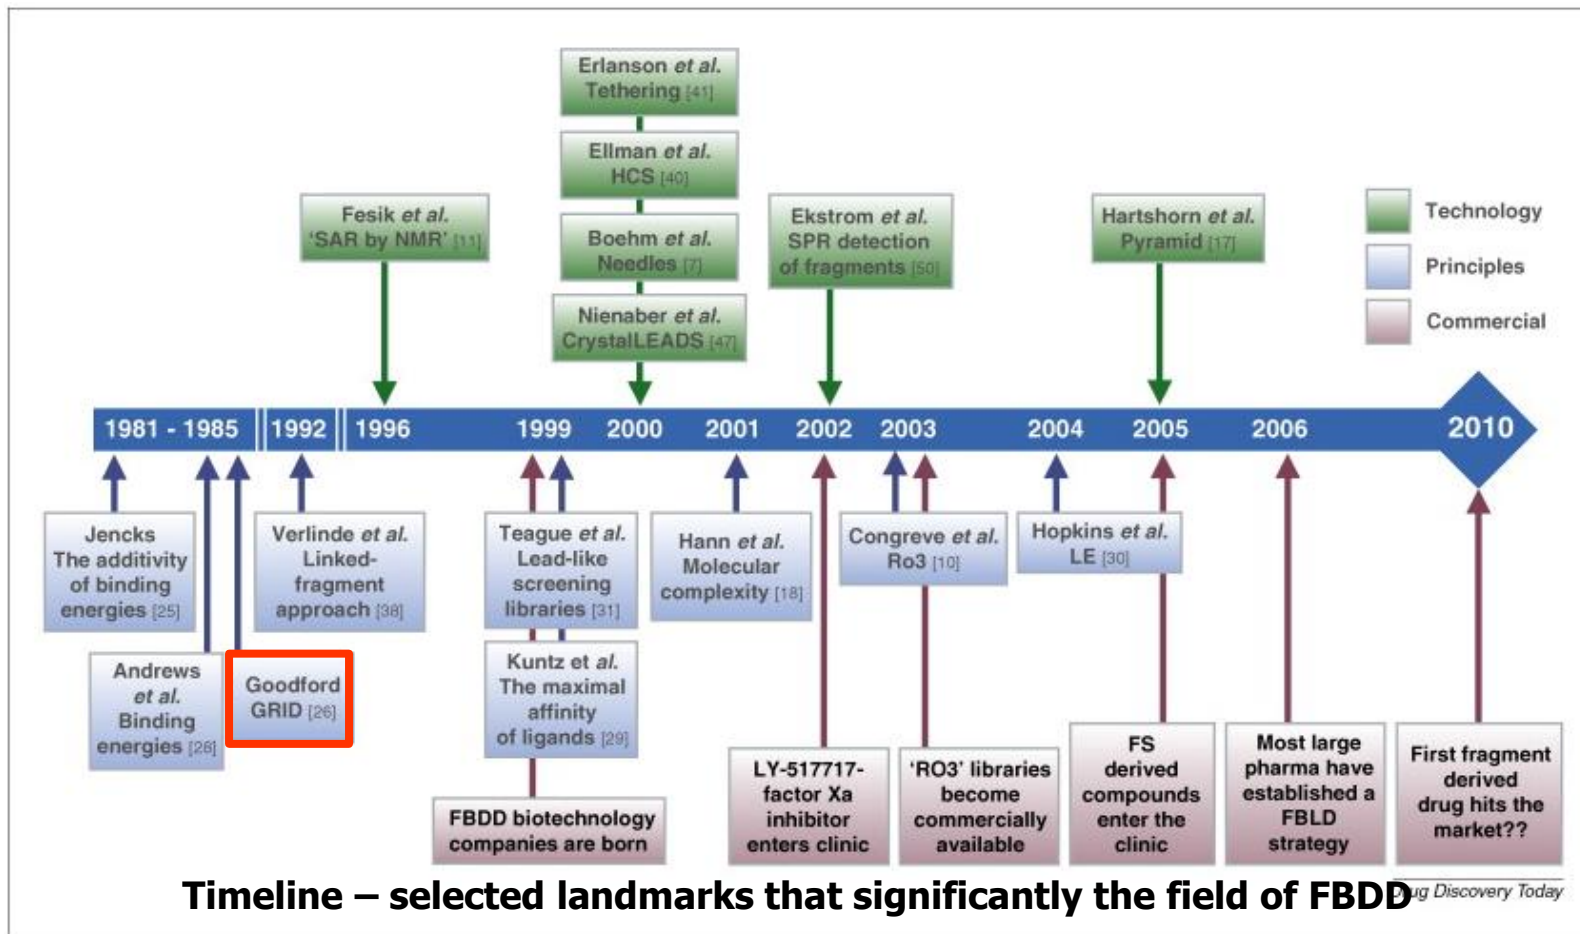 Erlanson et al.
Tethering [41]
Ellman et al.
HCS [40]
Boehm et al.
Needles [7]
Nienaber et al.
CrystalLEADS [47]
Fesik et al.
'SAR by NMR' [11]
Ekstrom et al.
SPR detection
of fragments [50]
Hartshorn et al.
Pyramid [17]
Technology
Principles
Commercial
1981 - 1985
1992
1996
1999
2000
2001
2002
2003
2004
2005
2006
2010
Jencks
The additivity
of binding
energies [25]
Andrews
et al.
Binding
energies [28]
Goodford
GRID [26]
Verlinde et al.
Linked-
fragment
approach [38]
Teague et al.
Lead-like
screening
libraries [31]
Kuntz et al.
The maximal
affinity
of ligands [29]
Hann et al.
Molecular
complexity [18]
Congreve et al.
Ro3 [10]
Hopkins et al.
LE [30]
FBDD biotechnology
companies are born
LY-517717-
factor Xa
inhibitor
enters clinic
'RO3' libraries
become
commercially
available
FS
derived
compounds
enter the
clinic
Most large
pharma have
established a
FBLD
strategy
First fragment
derived
drug hits the
market??
Timeline – selected landmarks that significantly the field of FBDD
Drug Discovery Today